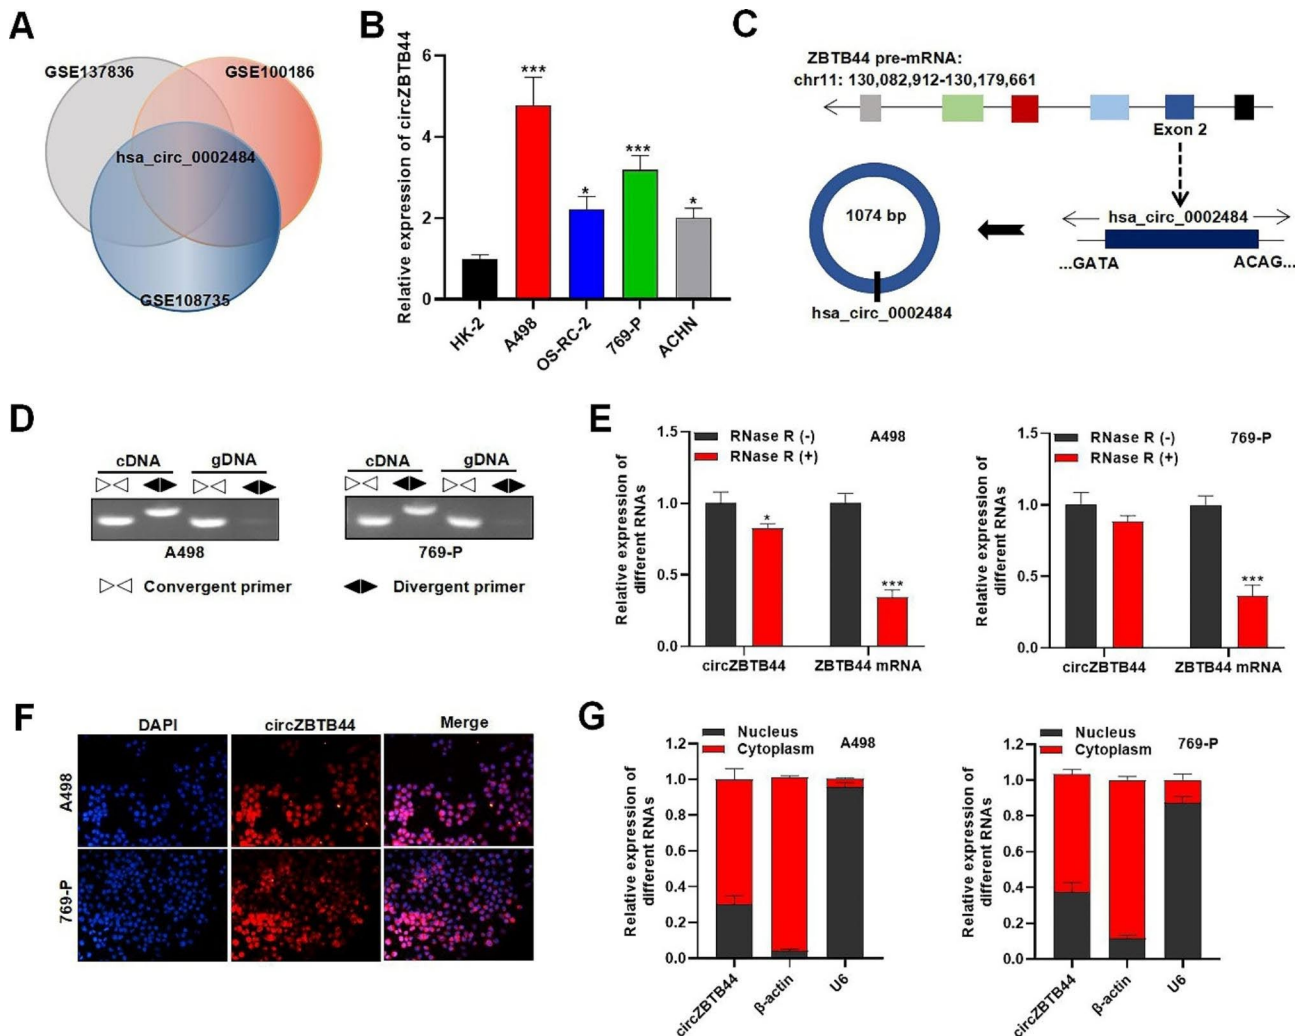 A
GSE137836
GSE100186
hsa_circ_0002484
GSE108735
B
Relative expression of circZBTB44
6
4
2
0
***
*
***
*
HK-2
A498
OS-RC-2
769-P
ACHN
C
ZBTB44 pre-mRNA:
chr11: 130,082,912-130,179,661
Exon 2
hsa_circ_0002484
...GATA
ACAG...
1074 bp
hsa_circ_0002484
D
cDNA
gDNA
A498
cDNA
gDNA
769-P
Convergent primer
Divergent primer
E
Relative expression of
different RNAs
1.5
1.0
0.5
0.0
RNase R (-)
RNase R (+)
A498
*
***
circZBTB44
ZBTB44 mRNA
Relative expression of
different RNAs
1.5
1.0
0.5
0.0
RNase R (-)
RNase R (+)
769-P
***
circZBTB44
ZBTB44 mRNA
F
DAPI
circZBTB44
Merge
A498
769-P
G
Relative expression of
different RNAs
1.2
1.0
0.8
0.6
0.4
0.2
0.0
Nucleus
Cytoplasm
A498
circZBTB44
β-actin
U6
Relative expression of
different RNAs
1.2
1.0
0.8
0.6
0.4
0.2
0.0
Nucleus
Cytoplasm
769-P
circZBTB44
β-actin
U6